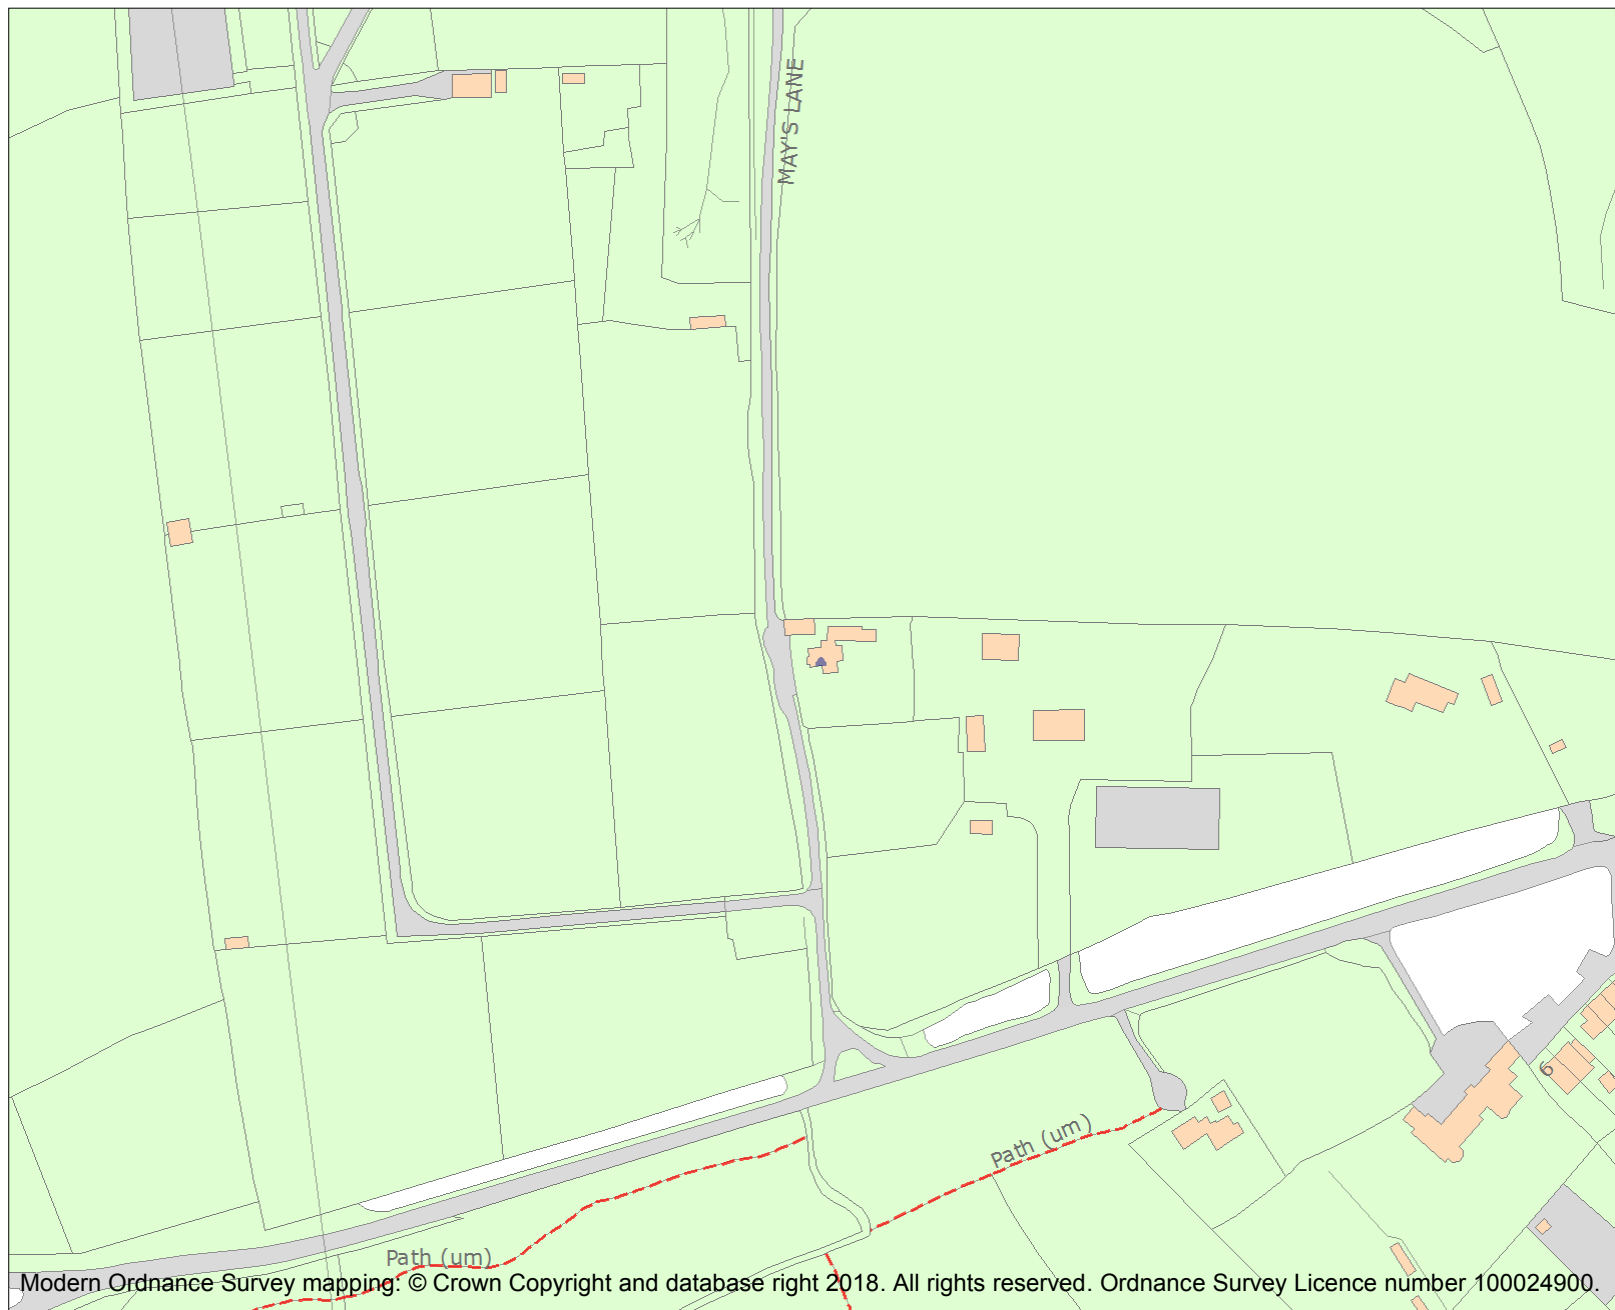 MAY'S LANE
6
Path (um)
Path (um)
Modern Ordnance Survey mapping: © Crown Copyright and database right 2018. All rights reserved. Ordnance Survey Licence number 100024900.